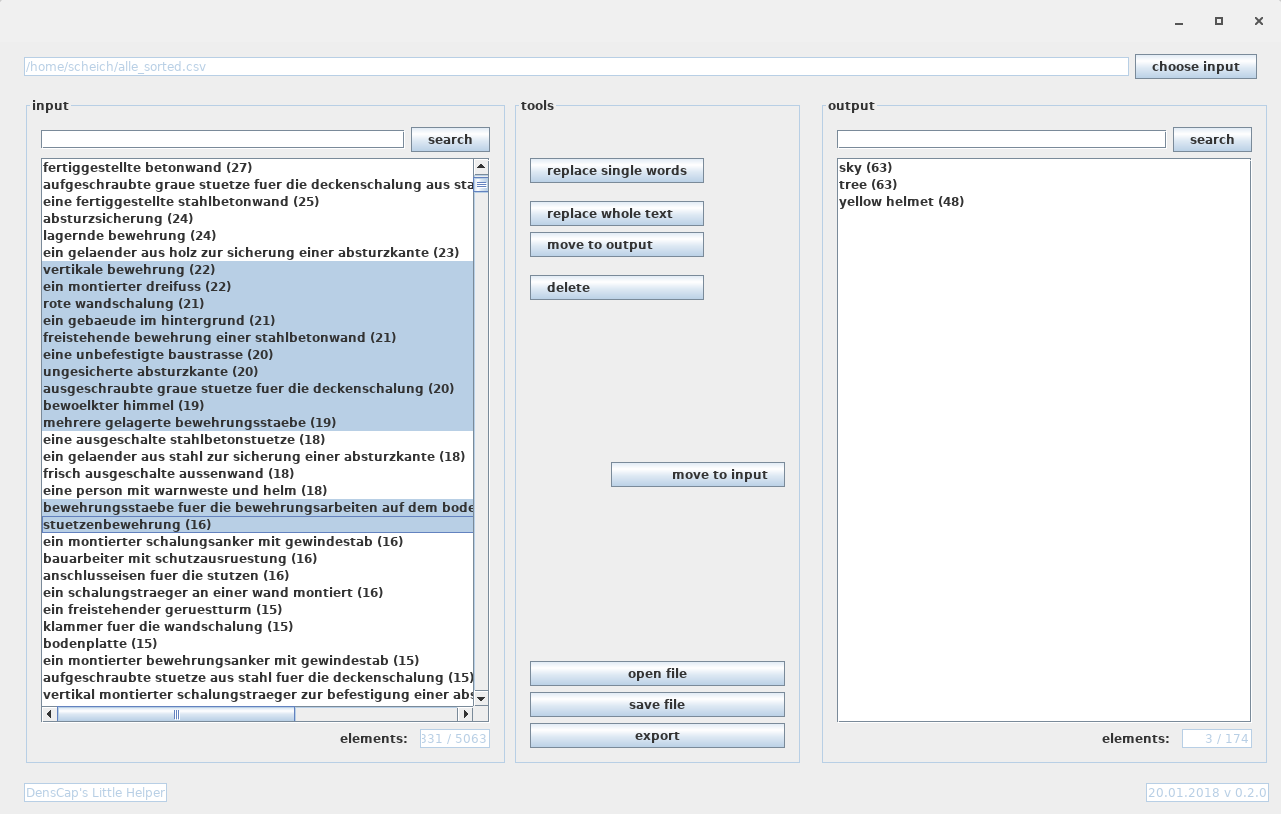 /home/scheich/alle_sorted.csv
choose input
input
search
fertiggestellte betonwand (27)
aufgeschraubte graue stuetze fuer die deckenschalung aus sta
eine fertiggestellte stahlbetonwand (25)
absturzsicherung (24)
lagernde bewehrung (24)
ein gelaender aus holz zur sicherung einer absturzkante (23)
vertikale bewehrung (22)
ein montierter dreifuss (22)
rote wandschalung (21)
ein gebaeude im hintergrund (21)
freistehende bewehrung einer stahlbetonwand (21)
eine unbefestigte baustrasse (20)
ungesicherte absturzkante (20)
ausgeschraubte graue stuetze fuer die deckenschalung (20)
bewoelkter himmel (19)
mehrere gelagerte bewehrungsstaebe (19)
eine ausgeschalte stahlbetonstuetze (18)
ein gelaender aus stahl zur sicherung einer absturzkante (18)
frisch ausgeschalte aussenwand (18)
eine person mit warnweste und helm (18)
bewehrungsstaebe fuer die bewehrungsarbeiten auf dem bode
stuetzenbewehrung (16)
ein montierter schalungsanker mit gewindestab (16)
bauarbeiter mit schutzausruestung (16)
anschlusseisen fuer die stutzen (16)
ein schalungstraeger an einer wand montiert (16)
ein freistehender geruestturm (15)
klammer fuer die wandschalung (15)
bodenplatte (15)
ein montierter bewehrungsanker mit gewindestab (15)
aufgeschraubte stuetze aus stahl fuer die deckenschalung (15)
vertikal montierter schalungstraeger zur befestigung einer abs
elements: 331 / 5063
tools
replace single words
replace whole text
move to output
delete
move to input
open file
save file
export
output
search
sky (63)
tree (63)
yellow helmet (48)
elements: 3 / 174
DensCap's Little Helper
20.01.2018 v 0.2.0